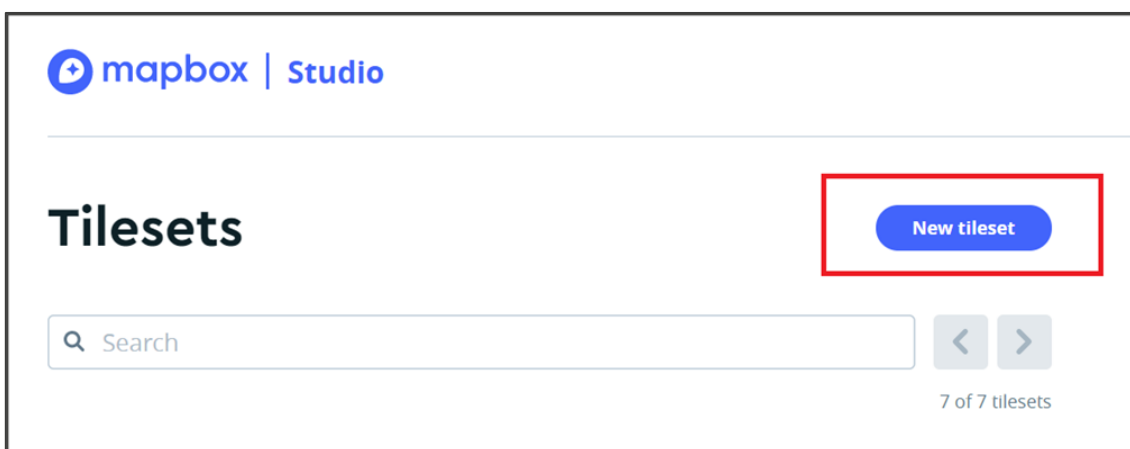 mapbox | Studio
Tilesets
New tileset
Search
7 of 7 tilesets